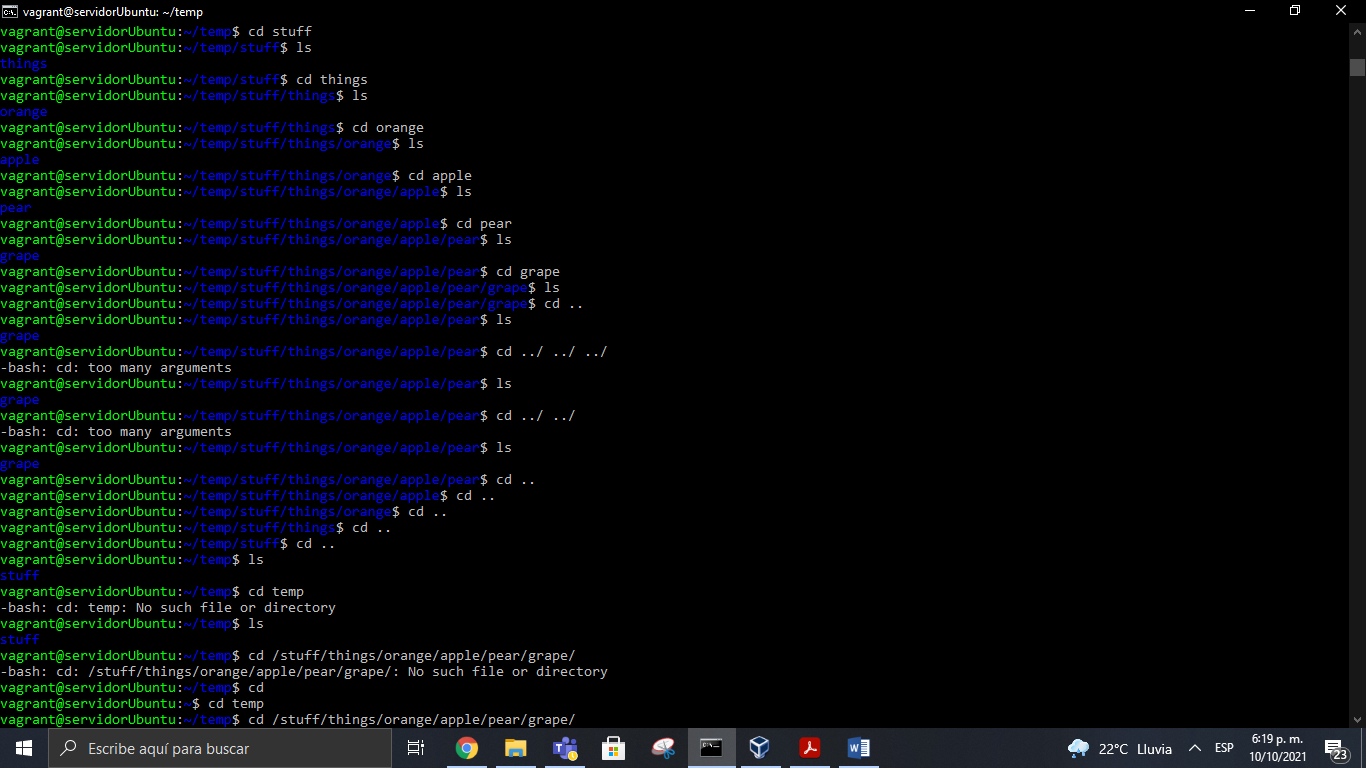 vagrant@servidorUbuntu: ~/temp
vagrant@servidorUbuntu:~/temp$ cd stuff
vagrant@servidorUbuntu:~/temp/stuff$ ls
things
vagrant@servidorUbuntu:~/temp/stuff$ cd things
vagrant@servidorUbuntu:~/temp/stuff/things$ ls
orange
vagrant@servidorUbuntu:~/temp/stuff/things$ cd orange
vagrant@servidorUbuntu:~/temp/stuff/things/orange$ ls
apple
vagrant@servidorUbuntu:~/temp/stuff/things/orange$ cd apple
vagrant@servidorUbuntu:~/temp/stuff/things/orange/apple$ ls
pear
vagrant@servidorUbuntu:~/temp/stuff/things/orange/apple$ cd pear
vagrant@servidorUbuntu:~/temp/stuff/things/orange/apple/pear$ ls
grape
vagrant@servidorUbuntu:~/temp/stuff/things/orange/apple/pear$ cd grape
vagrant@servidorUbuntu:~/temp/stuff/things/orange/apple/pear/grape$ ls
vagrant@servidorUbuntu:~/temp/stuff/things/orange/apple/pear/grape$ cd ..
vagrant@servidorUbuntu:~/temp/stuff/things/orange/apple/pear$ ls
grape
vagrant@servidorUbuntu:~/temp/stuff/things/orange/apple/pear$ cd ../ ../ ../
-bash: cd: too many arguments
vagrant@servidorUbuntu:~/temp/stuff/things/orange/apple/pear$ ls
grape
vagrant@servidorUbuntu:~/temp/stuff/things/orange/apple/pear$ cd ../ ../
-bash: cd: too many arguments
vagrant@servidorUbuntu:~/temp/stuff/things/orange/apple/pear$ ls
grape
vagrant@servidorUbuntu:~/temp/stuff/things/orange/apple/pear$ cd ..
vagrant@servidorUbuntu:~/temp/stuff/things/orange/apple$ cd ..
vagrant@servidorUbuntu:~/temp/stuff/things/orange$ cd ..
vagrant@servidorUbuntu:~/temp/stuff/things$ cd ..
vagrant@servidorUbuntu:~/temp/stuff$ cd ..
vagrant@servidorUbuntu:~/temp$ ls
stuff
vagrant@servidorUbuntu:~/temp$ cd temp
-bash: cd: temp: No such file or directory
vagrant@servidorUbuntu:~/temp$ ls
stuff
vagrant@servidorUbuntu:~/temp$ cd /stuff/things/orange/apple/pear/grape/
-bash: cd: /stuff/things/orange/apple/pear/grape/: No such file or directory
vagrant@servidorUbuntu:~/temp$ cd
vagrant@servidorUbuntu:~$ cd temp
vagrant@servidorUbuntu:~/temp$ cd /stuff/things/orange/apple/pear/grape/
Escribe aquí para buscar
22°C Lluvia
ESP
6:19 p. m.
10/10/2021
23